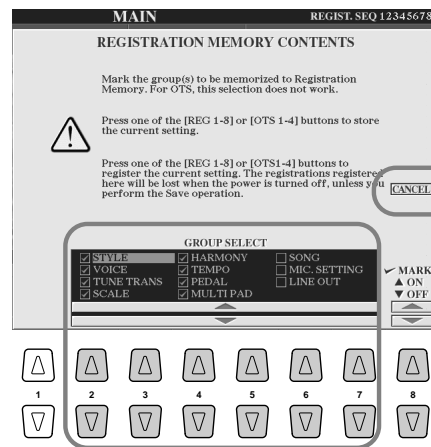 MAIN
REGIST. SEQ 12345678
REGISTRATION MEMORY CONTENTS
Mark the group(s) to be memorized to Registration
Memory. For OTS, this selection does not work.
Press one of the [REG 1-8] or [OTS 1-4] buttons to store
the current setting.
Press one of the [REG 1-8] or [OTS1-4] buttons to
register the current setting. The registrations registered
here will be lost when the power is turned off, unless you
perform the Save operation.
CANCEL
GROUP SELECT
STYLE HARMONY SONG
VOICE TEMPO MIC. SETTING
TUNE TRANS PEDAL LINE OUT
SCALE MULTI PAD
MARK
ON
OFF
1 2 3 4 5 6 7 8